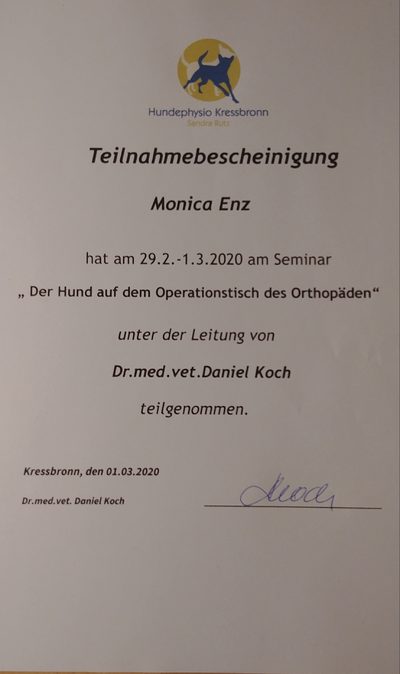 Hundephysio Kressbronn
Sandra Rütz
Teilnahmebescheinigung
Monica Enz
hat am 29.2.-1.3.2020 am Seminar
„ Der Hund auf dem Operationstisch des Orthopäden“
unter der Leitung von
Dr.med.vet.Daniel Koch
teilgenommen.
Kressbronn, den 01.03.2020
Dr.med.vet. Daniel Koch